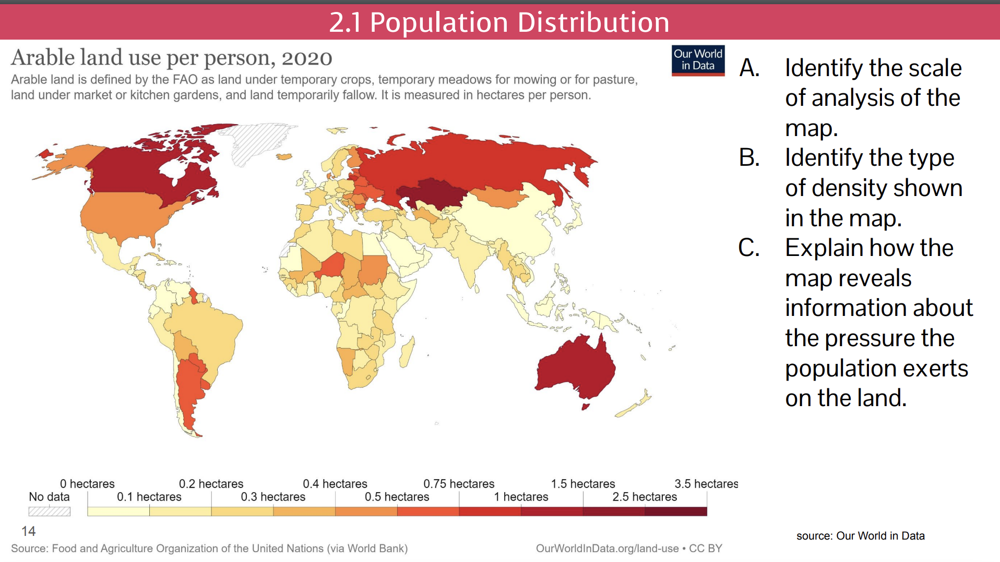 2.1 Population Distribution
Arable land use per person, 2020
Arable land is defined by the FAO as land under temporary crops, temporary meadows for mowing or for pasture,
land under market or kitchen gardens, and land temporarily fallow. It is measured in hectares per person.
Our World
in Data
A. Identify the scale
of analysis of the
map.
B. Identify the type
of density shown
in the map.
C. Explain how the
map reveals
information about
the pressure the
population exerts
on the land.
0 hectares 0.2 hectares 0.4 hectares 0.75 hectares 1.5 hectares 3.5 hectares
No data 0.1 hectares 0.3 hectares 0.5 hectares 1 hectares 2.5 hectares
14
source: Our World in Data
Source: Food and Agriculture Organization of the United Nations (via World Bank) OurWorldInData.org/land-use • CC BY